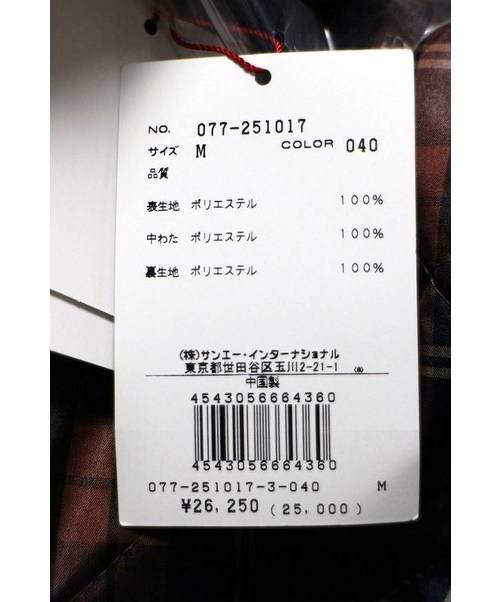 NO. 077-251017
サイズ M COLOR 040
品質
表生地 ポリエステル 100%
中わた ポリエステル 100%
裏生地 ポリエステル 100%
(株)サンエー・インターナショナル
東京都世田谷区玉川2-21-1
中国製
4543056664360
4543056664360
077-251017-3-040 M
¥26,250 (25,000)